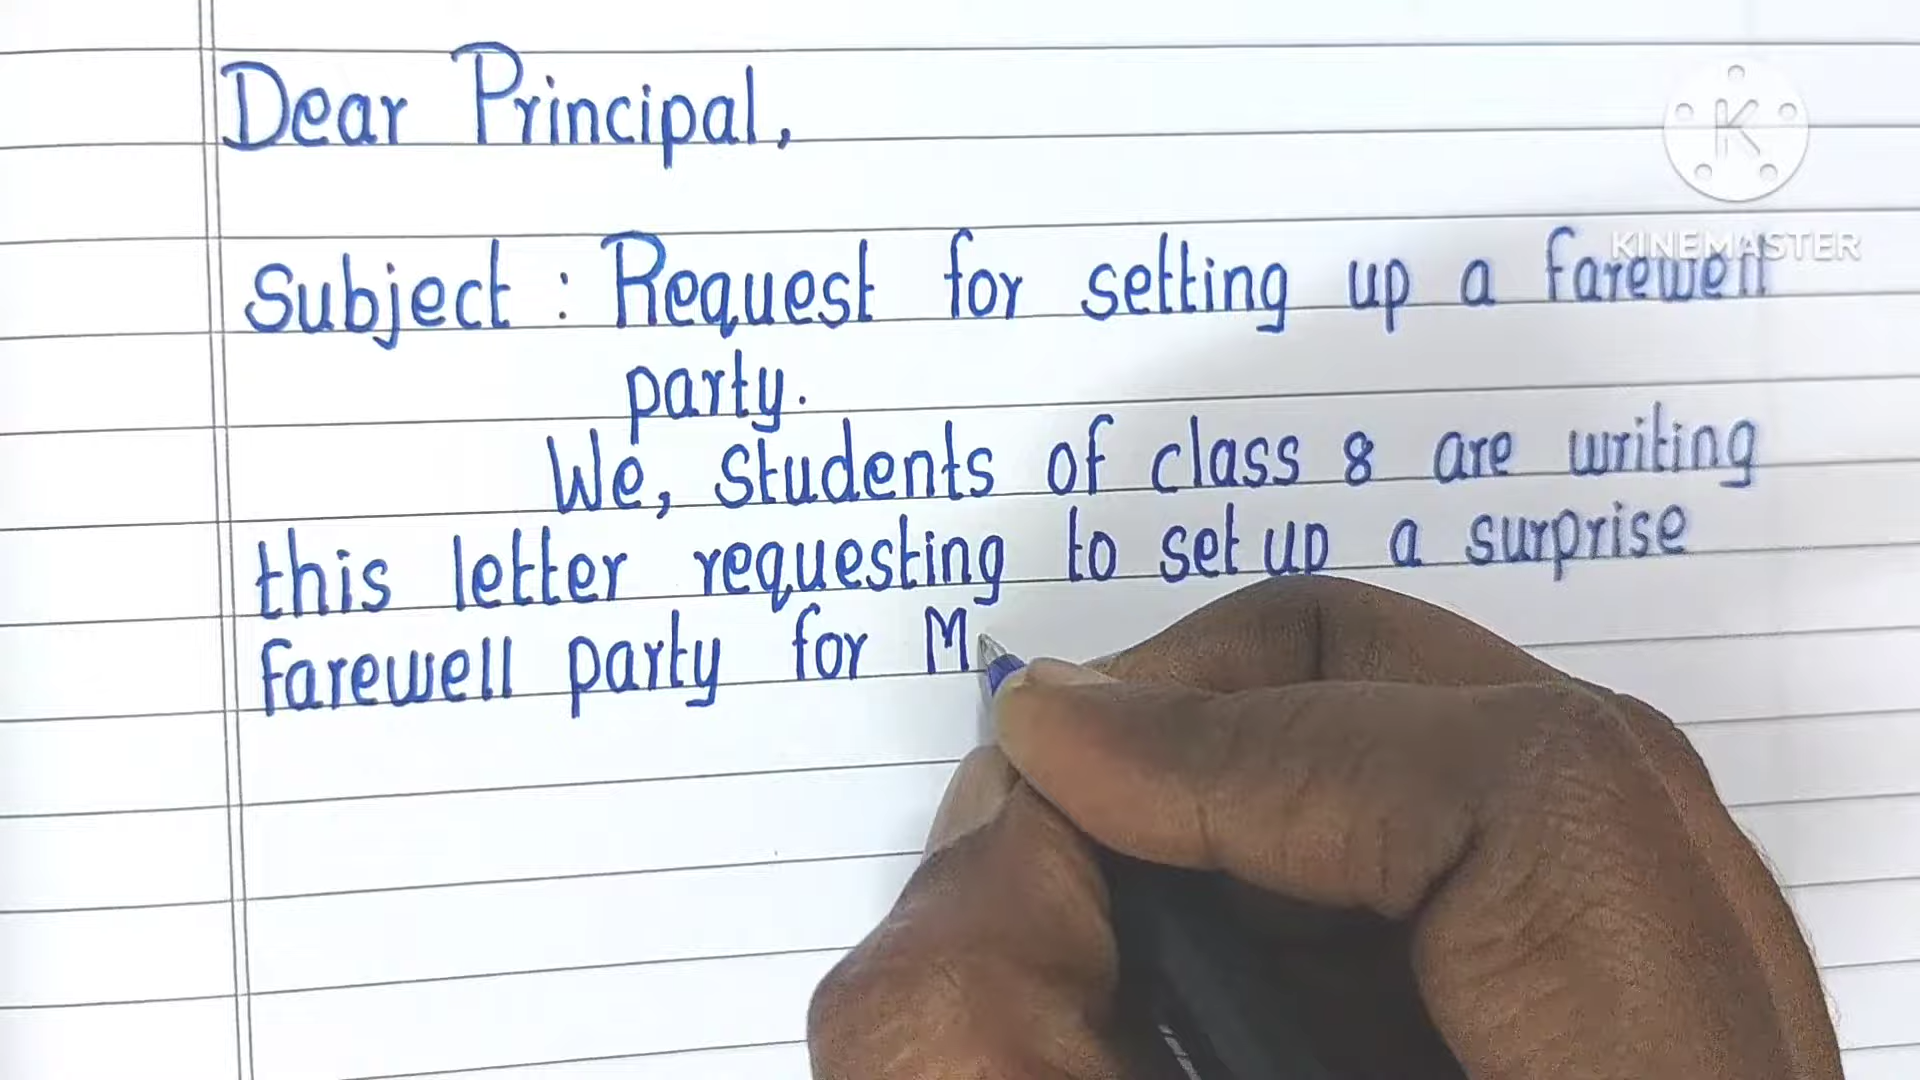 Dear Principal,
KINEMASTER
Subject : Request for setting up a farewell
party.
We, students of class 8 are writing
this letter requesting to set up a surprise
farewell party for M